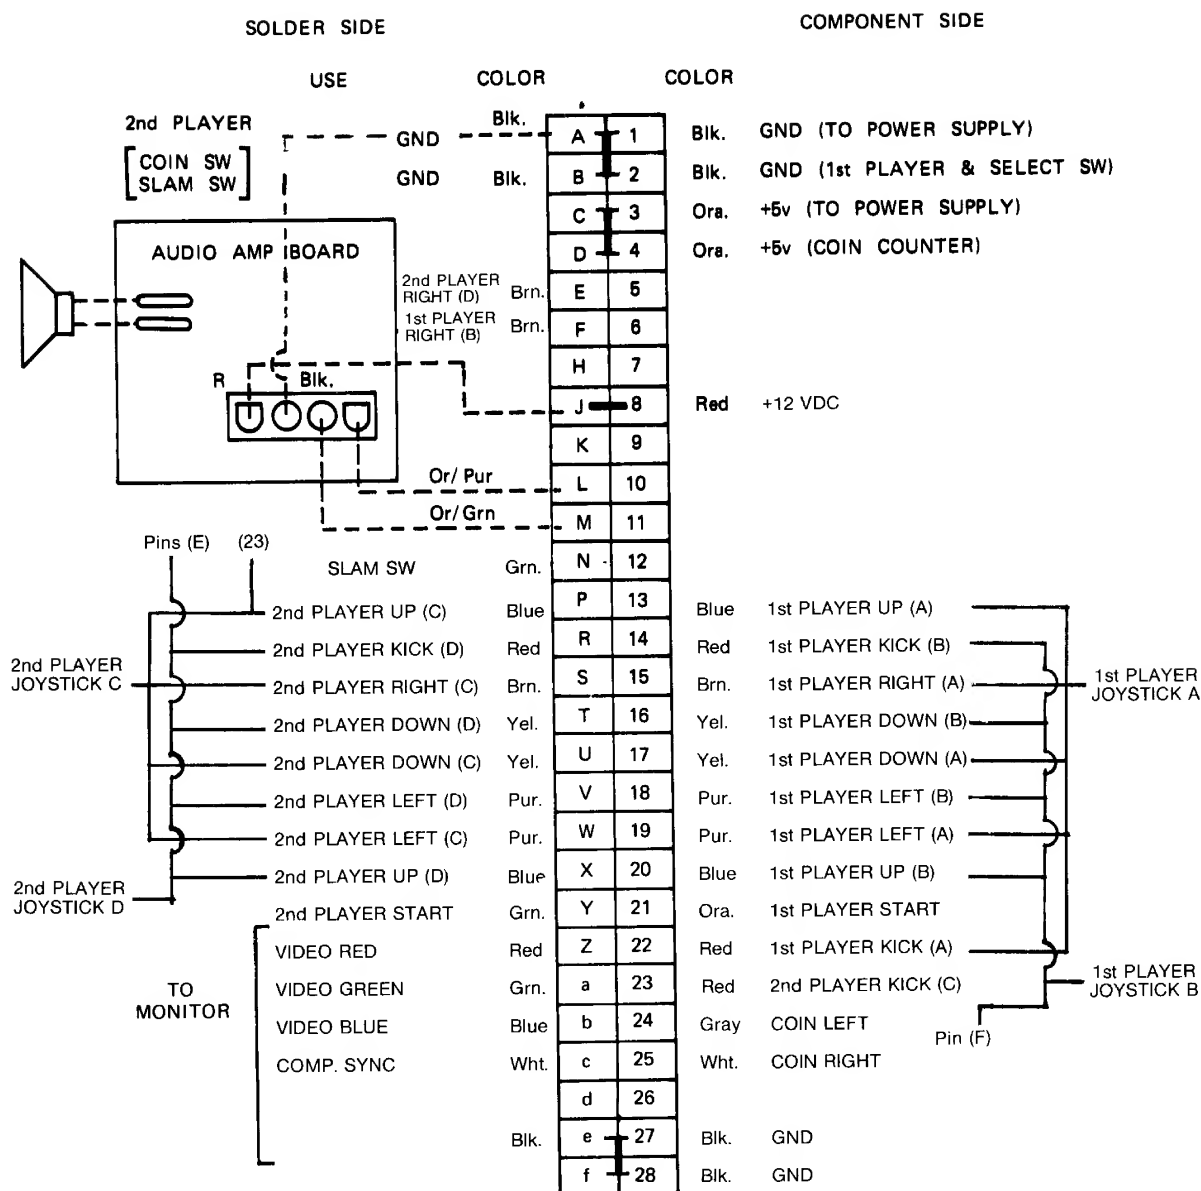 SOLDER SIDE
COMPONENT SIDE
USE COLOR COLOR
2nd PLAYER
[COIN SW
SLAM SW]
GND Blk. A 1 Blk. GND (TO POWER SUPPLY)
GND Blk. B 2 Blk. GND (1st PLAYER & SELECT SW)
C 3 Ora. +5v (TO POWER SUPPLY)
D 4 Ora. +5v (COIN COUNTER)
AUDIO AMP BOARD
2nd PLAYER
RIGHT (D) Brn. E 5
1st PLAYER
RIGHT (B) Brn. F 6
H 7
R Blk.
J 8 Red +12 VDC
K 9
Or/Pur L 10
Or/Grn M 11
Pins (E) (23)
SLAM SW Grn. N 12
2nd PLAYER UP (C) Blue P 13 Blue 1st PLAYER UP (A)
2nd PLAYER KICK (D) Red R 14 Red 1st PLAYER KICK (B)
2nd PLAYER
JOYSTICK C
2nd PLAYER RIGHT (C) Brn. S 15 Brn. 1st PLAYER RIGHT (A)
1st PLAYER
JOYSTICK A
2nd PLAYER DOWN (D) Yel. T 16 Yel. 1st PLAYER DOWN (B)
2nd PLAYER DOWN (C) Yel. U 17 Yel. 1st PLAYER DOWN (A)
2nd PLAYER LEFT (D) Pur. V 18 Pur. 1st PLAYER LEFT (B)
2nd PLAYER LEFT (C) Pur. W 19 Pur. 1st PLAYER LEFT (A)
2nd PLAYER UP (D) Blue X 20 Blue 1st PLAYER UP (B)
2nd PLAYER
JOYSTICK D
2nd PLAYER START Grn. Y 21 Ora. 1st PLAYER START
VIDEO RED Red Z 22 Red 1st PLAYER KICK (A)
TO
MONITOR
VIDEO GREEN Grn. a 23 Red 2nd PLAYER KICK (C)
1st PLAYER
JOYSTICK B
VIDEO BLUE Blue b 24 Gray COIN LEFT
Pin (F)
COMP. SYNC Wht. c 25 Wht. COIN RIGHT
d 26
Blk. e 27 Blk. GND
f 28 Blk. GND